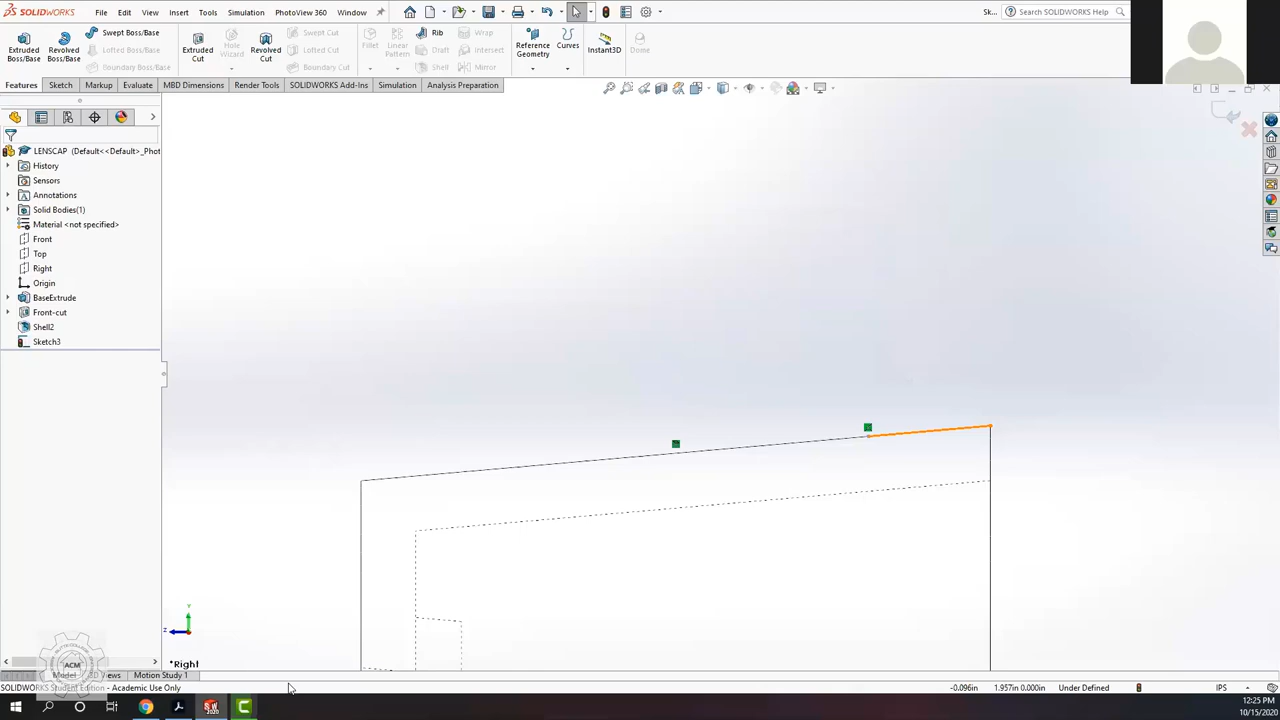 SOLIDWORKS File Edit View Insert Tools Simulation PhotoView 360 Window Sk... Search SOLIDWORKS Help
Extruded Boss/Base
Revolved Boss/Base
Swept Boss/Base
Lofted Boss/Base
Boundary Boss/Base
Extruded Cut
Hole Wizard
Revolved Cut
Swept Cut
Lofted Cut
Boundary Cut
Fillet
Linear Pattern
Rib
Draft
Shell
Wrap
Intersect
Mirror
Reference Geometry
Curves
Instant3D
Dome
Features Sketch Markup Evaluate MBD Dimensions Render Tools SOLIDWORKS Add-Ins Simulation Analysis Preparation
LENSCAP (Default<<Default>_Phot
History
Sensors
Annotations
Solid Bodies(1)
Material <not specified>
Front
Top
Right
Origin
BaseExtrude
Front-cut
Shell2
Sketch3
Y
Z
*Right
ACM
Model 3D Views Motion Study 1
SOLIDWORKS Student Edition - Academic Use Only -0.096in 1.957in 0.000in Under Defined IPS
12:25 PM
10/15/2020